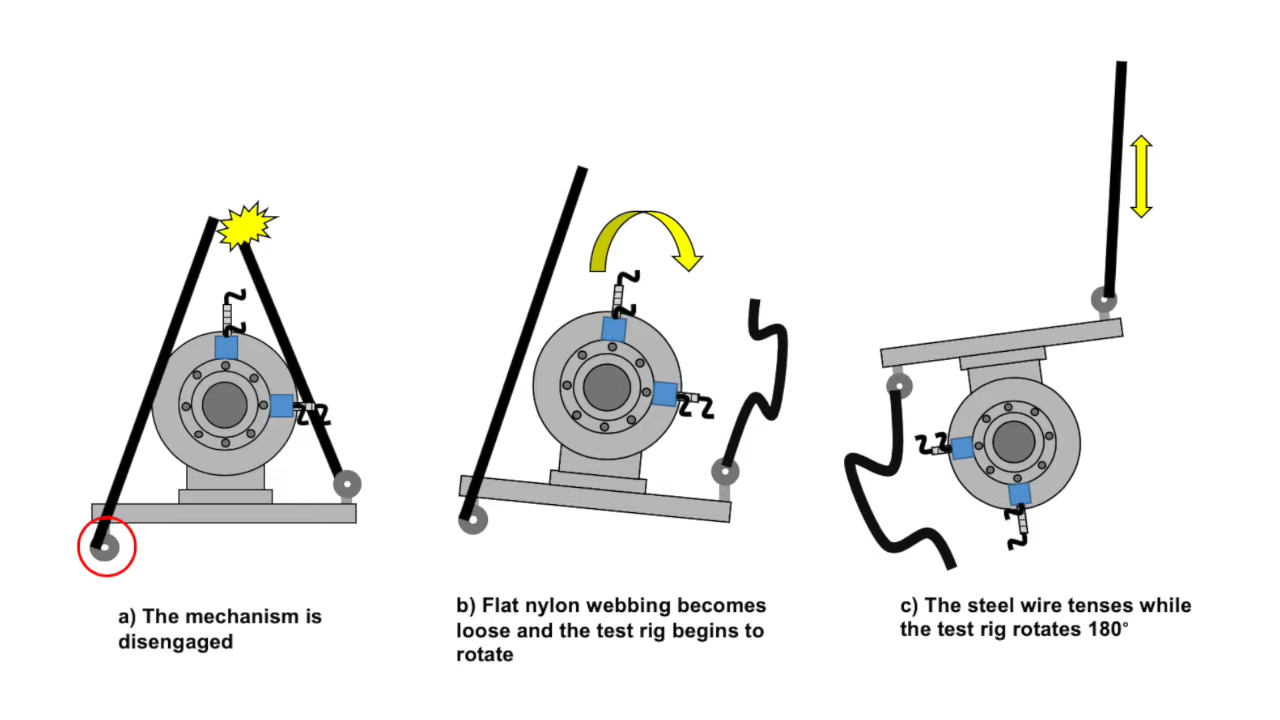 a) The mechanism is
disengaged
b) Flat nylon webbing becomes
loose and the test rig begins to
rotate
c) The steel wire tenses while
the test rig rotates 180°